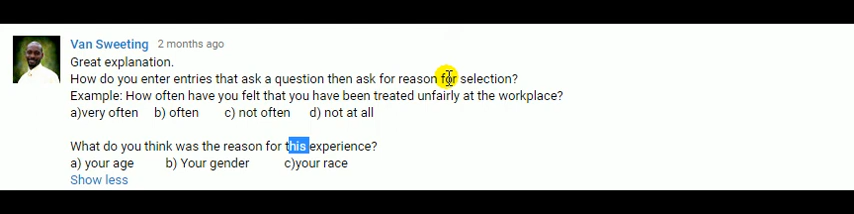 Van Sweeting 2 months ago
Great explanation.
How do you enter entries that ask a question then ask for reason for selection?
Example: How often have you felt that you have been treated unfairly at the workplace?
a)very often b) often c) not often d) not at all
What do you think was the reason for this experience?
a) your age b) Your gender c)your race
Show less